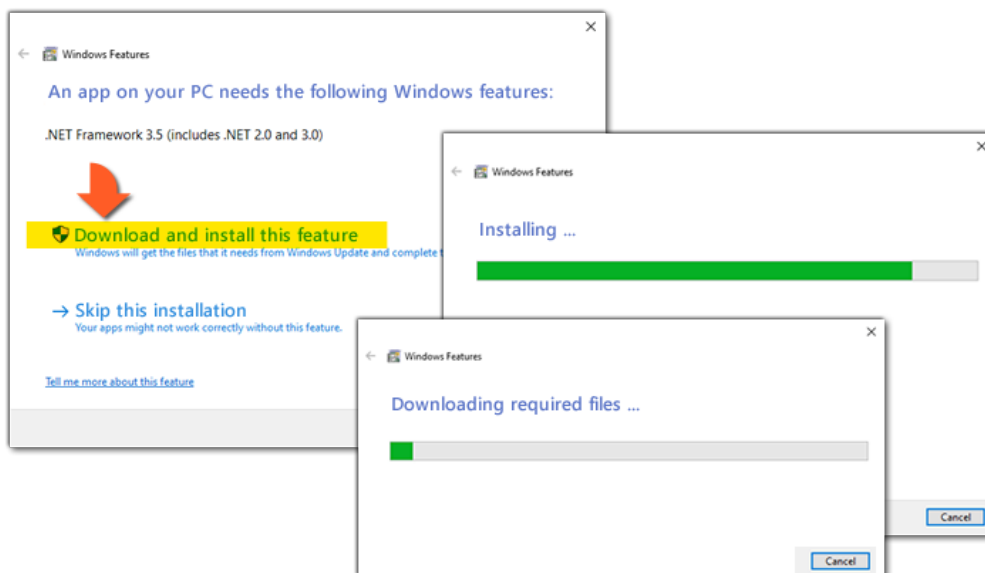 Windows Features
An app on your PC needs the following Windows features:
.NET Framework 3.5 (includes .NET 2.0 and 3.0)
Download and install this feature
Windows will get the files that it needs from Windows Update and complete
Skip this installation
Your apps might not work correctly without this feature.
Tell me more about this feature
Windows Features
Installing ...
Cancel
Windows Features
Downloading required files ...
Cancel